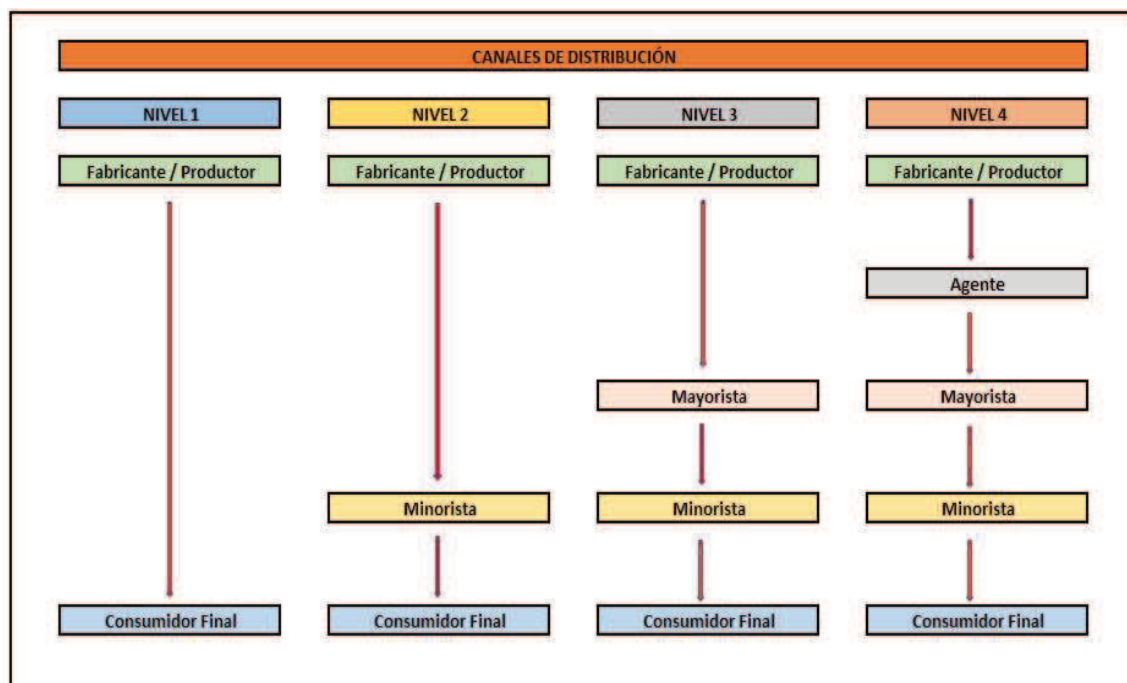 CANALES DE DISTRIBUCIÓN
NIVEL 1
NIVEL 2
NIVEL 3
NIVEL 4
Fabricante / Productor
Fabricante / Productor
Fabricante / Productor
Fabricante / Productor
Agente
Mayorista
Mayorista
Minorista
Minorista
Minorista
Consumidor Final
Consumidor Final
Consumidor Final
Consumidor Final